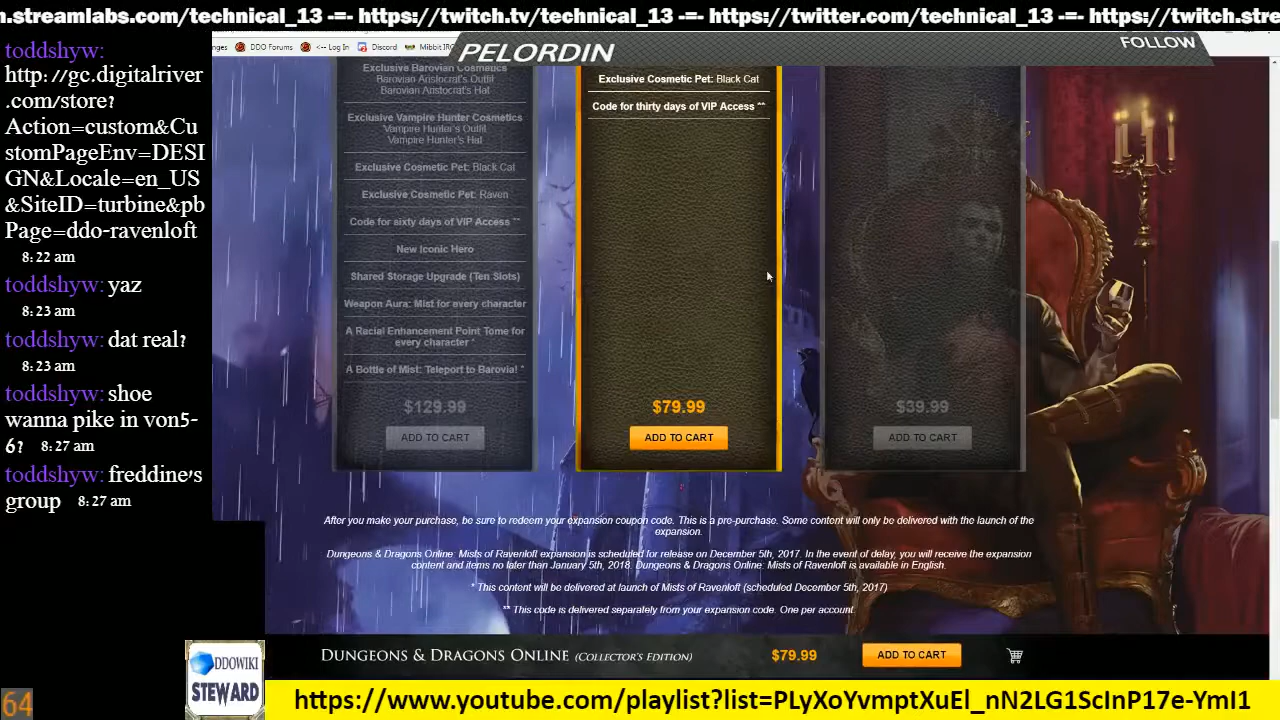 n.streamlabs.com/technical_13 -=- https://twitch.tv/technical_13 -=- https://twitter.com/technical_13 -=- https://twitch.stre
nges DDO Forums <-- Log In Discord Mibbit IRC
PELORDIN
FOLLOW
toddshyw:
http://gc.digitalriver
.com/store?
Action=custom&Cu
stomPageEnv=DESI
GN&Locale=en_US
&SiteID=turbine&pb
Page=ddo-ravenloft
8:22 am
toddshyw: yaz
8:23 am
toddshyw: dat real?
8:23 am
toddshyw: shoe
wanna pike in von5-
6? 8:27 am
toddshyw: freddine's
group 8:27 am
Exclusive Barovian Cosmetics
Barovian Aristocrat's Outfit
Barovian Aristocrat's Hat
Exclusive Vampire Hunter Cosmetics
Vampire Hunter's Outfit
Vampire Hunter's Hat
Exclusive Cosmetic Pet: Black Cat
Exclusive Cosmetic Pet: Raven
Code for sixty days of VIP Access **
New Iconic Hero
Shared Storage Upgrade (Ten Slots)
Weapon Aura: Mist for every character
A Racial Enhancement Point Tome for
every character *
A Bottle of Mist: Teleport to Barovia! *
$129.99
ADD TO CART
Exclusive Cosmetic Pet: Black Cat
Code for thirty days of VIP Access **
$79.99
ADD TO CART
$39.99
ADD TO CART
After you make your purchase, be sure to redeem your expansion coupon code. This is a pre-purchase. Some content will only be delivered with the launch of the
expansion.
Dungeons & Dragons Online: Mists of Ravenloft expansion is scheduled for release on December 5th, 2017. In the event of delay, you will receive the expansion
content and items no later than January 5th, 2018. Dungeons & Dragons Online: Mists of Ravenloft is available in English.
* This content will be delivered at launch of Mists of Ravenloft (scheduled December 5th, 2017)
** This code is delivered separately from your expansion code. One per account.
DUNGEONS & DRAGONS ONLINE (COLLECTOR'S EDITION) $79.99 ADD TO CART
DDOWIKI
STEWARD
64
https://www.youtube.com/playlist?list=PLyXoYvmptXuEl_nN2LG1ScInP17e-YmI1